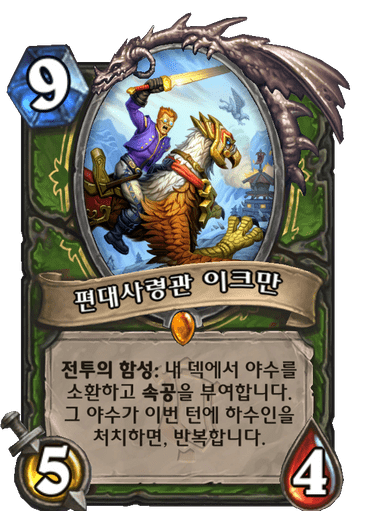 9
편대사령관 이크만
전투의 함성: 내 덱에서 야수를
소환하고 속공을 부여합니다.
그 야수가 이번 턴에 하수인을
처치하면, 반복합니다.
5
4